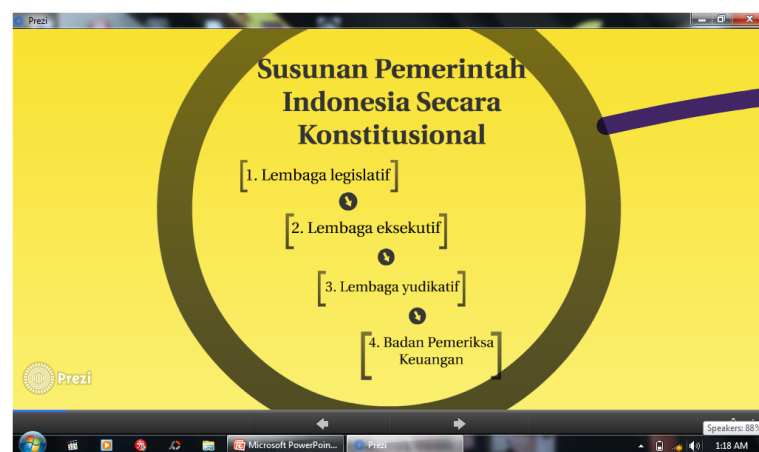 Prezi
Susunan Pemerintah
Indonesia Secara
Konstitusional
1. Lembaga legislatif
2. Lembaga eksekutif
3. Lembaga yudikatif
4. Badan Pemeriksa
Keuangan
Prezi
Speakers: 88%
Microsoft PowerPoin...
Prezi
1:18 AM